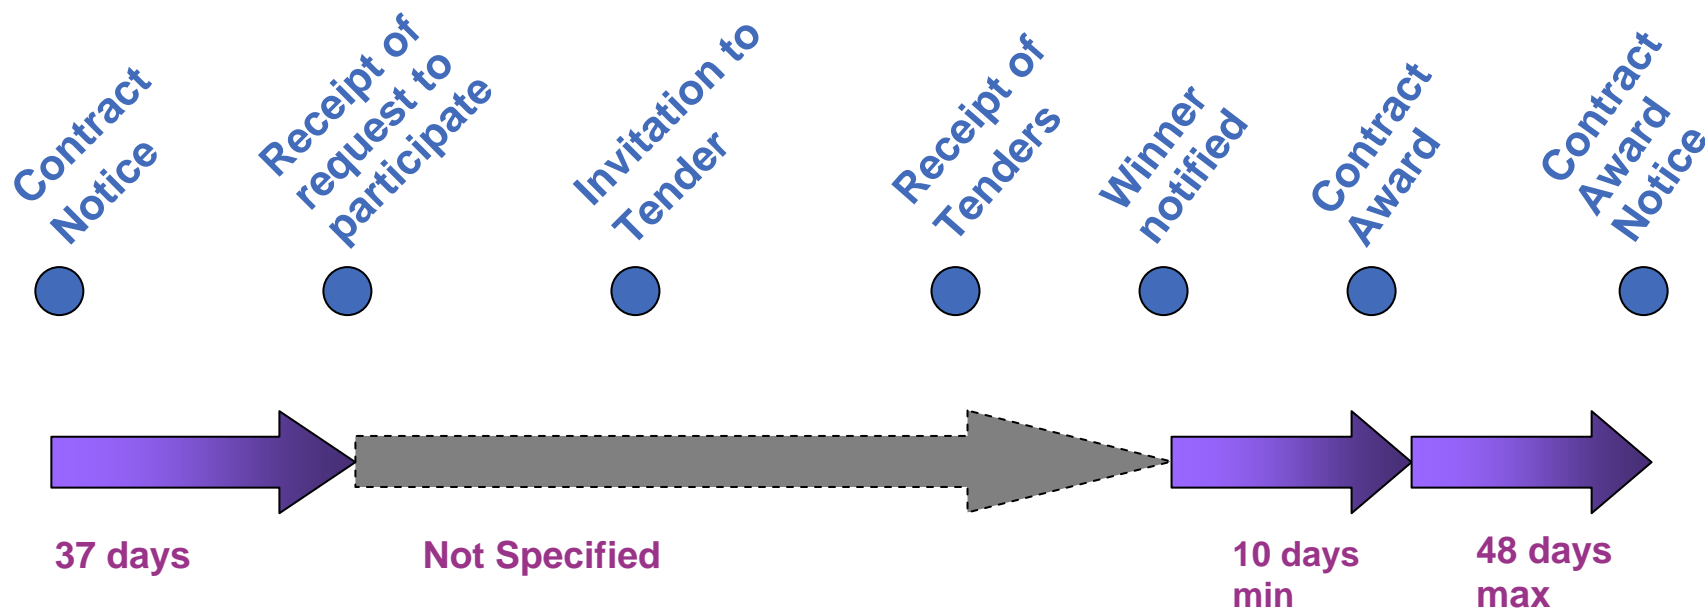 Contract
Notice
Receipt of
request to
participate
Invitation to
Tender
Receipt of
Tenders
Winner
notified
Contract
Award
Contract
Award
Notice
37 days
Not Specified
10 days
min
48 days
max